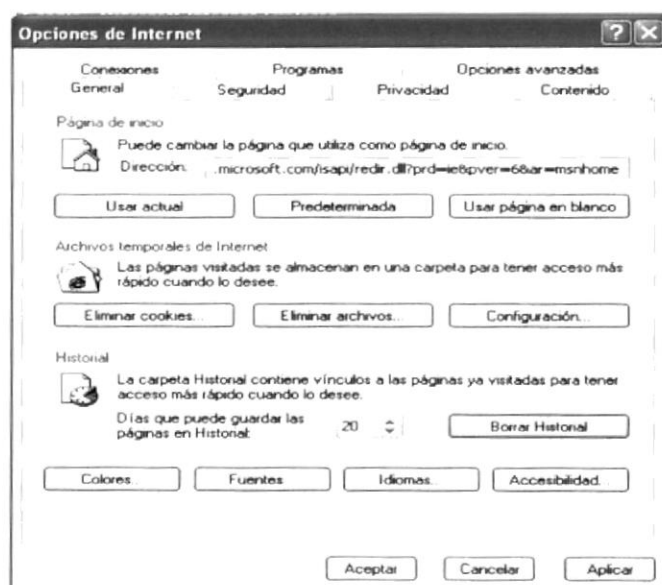 Opciones de Internet
Conexiones Programas Opciones avanzadas
General Seguridad Privacidad Contenido
Página de inicio
Puede cambiar la página que utiliza como página de inicio.
Dirección: .microsoft.com/isapi/redir.dll?prd=ie&pver=6&ar=msnhome
Usar actual Predeterminada Usar página en blanco
Archivos temporales de Internet
Las páginas visitadas se almacenan en una carpeta para tener acceso más
rápido cuando lo desee.
Eliminar cookies... Eliminar archivos... Configuración...
Historial
La carpeta Historial contiene vínculos a las páginas ya visitadas para tener
acceso más rápido cuando lo desee.
Días que puede guardar las
páginas en Historial: 20 Borrar Historial
Colores... Fuentes Idiomas... Accesibilidad...
Aceptar Cancelar Aplicar